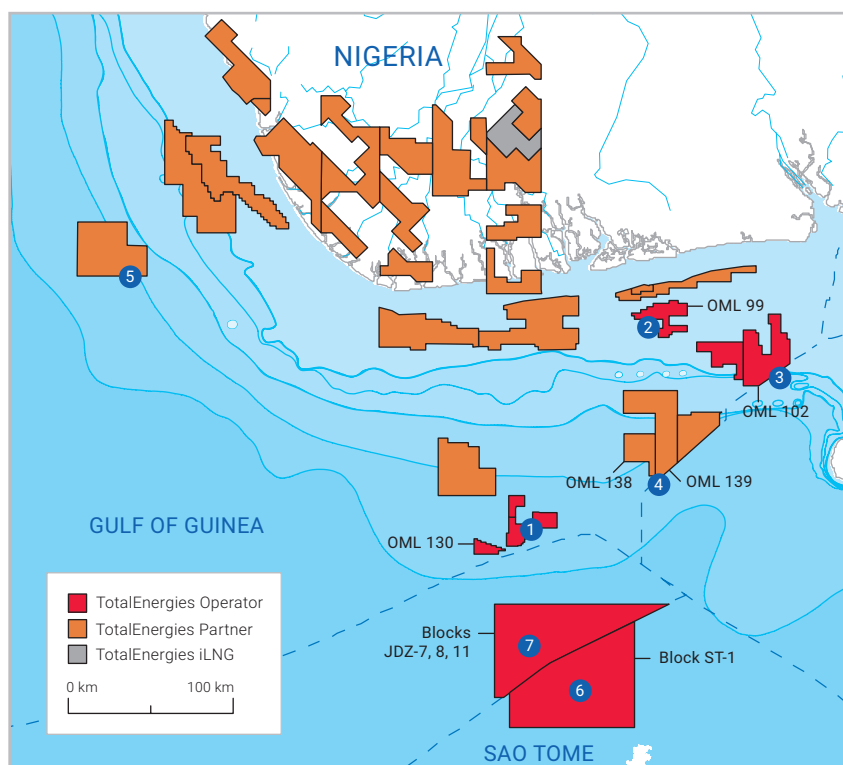 NIGERIA
5
OML 99
2
3
OML 102
OML 138
4
OML 139
GULF OF GUINEA
1
OML 130
TotalEnergies Operator
TotalEnergies Partner
TotalEnergies iLNG
0 km 100 km
Blocks
JDZ-7, 8, 11
7
Block ST-1
6
SAO TOME